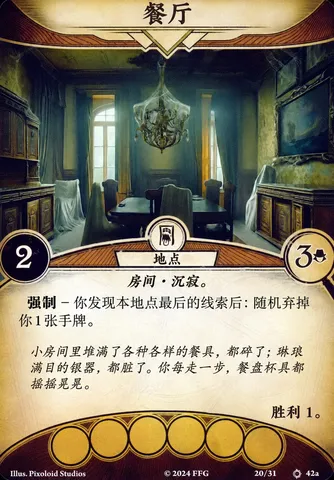 餐厅
2
地点
3
房间·沉寂。
强制 – 你发现本地点最后的线索后：随机弃掉
你1张手牌。
小房间里堆满了各种各样的餐具，都碎了；琳琅
满目的银器，都脏了。你每走一步，餐盘杯具都
摇摇晃晃。
胜利 1。
Illus. Pixoloid Studios © 2024 FFG 20/31 42a